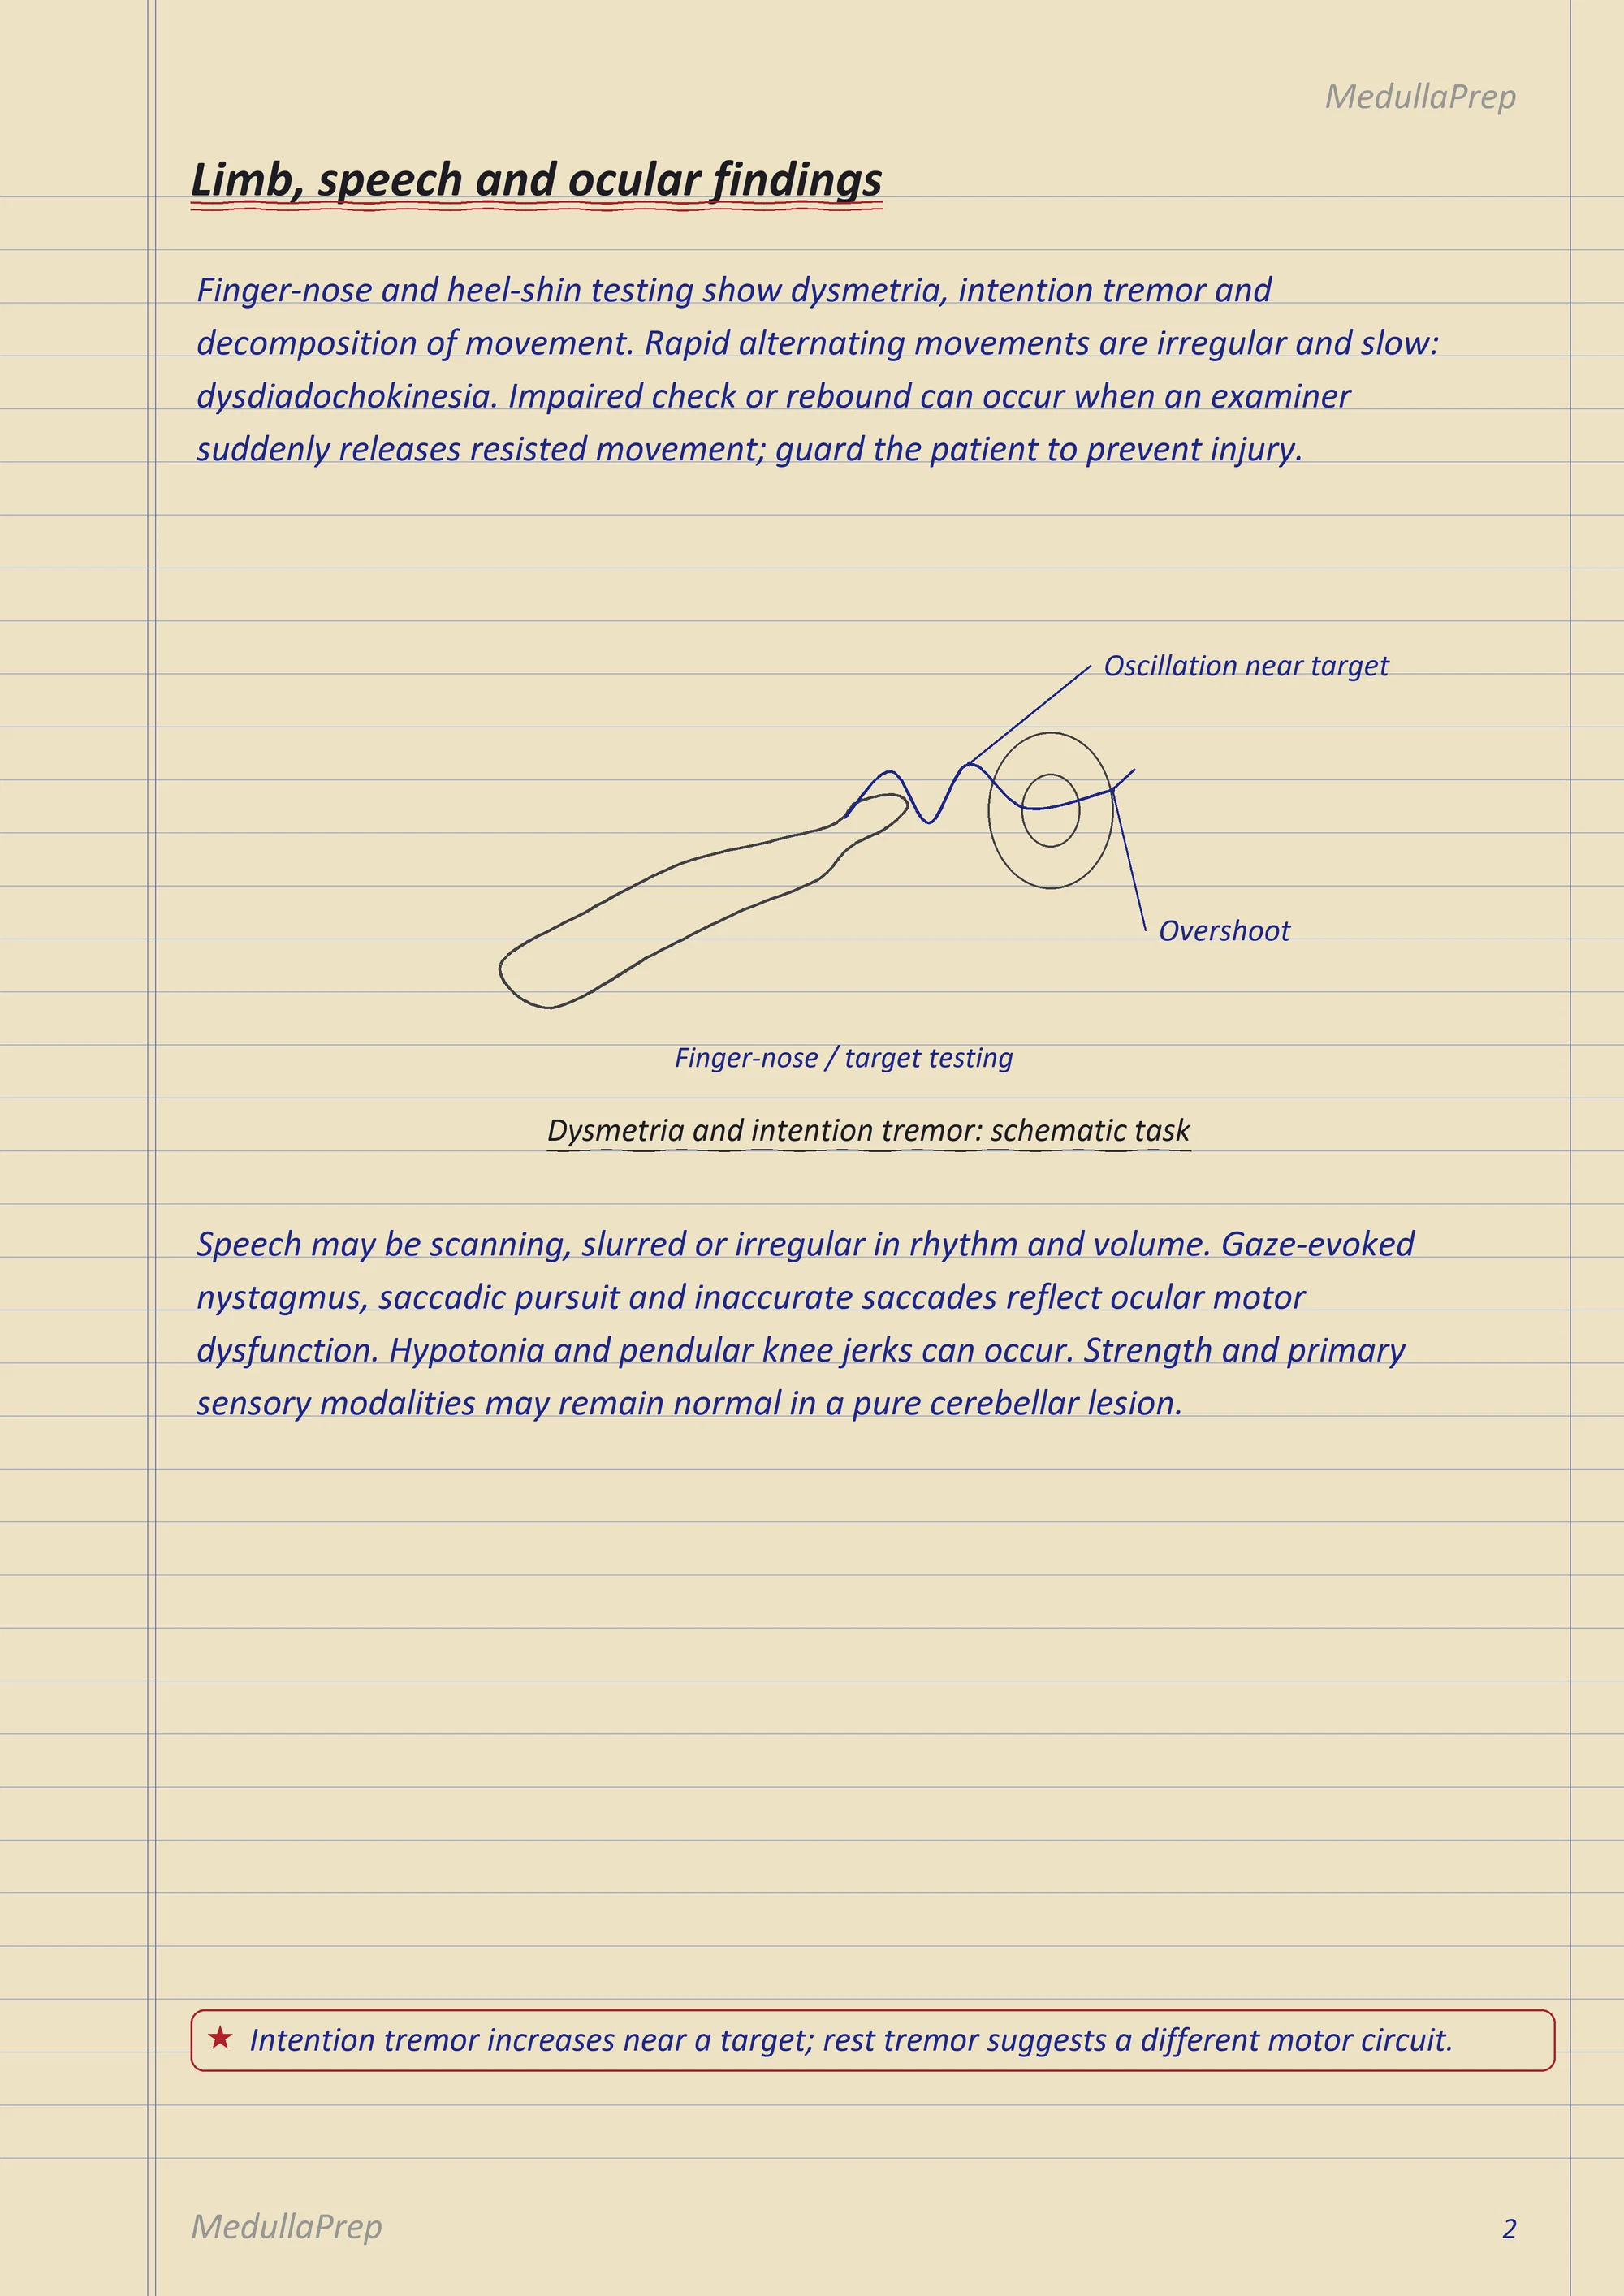 MedullaPrep
Limb, speech and ocular findings
Finger-nose and heel-shin testing show dysmetria, intention tremor and
decomposition of movement. Rapid alternating movements are irregular and slow:
dysdiadochokinesia. Impaired check or rebound can occur when an examiner
suddenly releases resisted movement; guard the patient to prevent injury.
Oscillation near target
Overshoot
Finger-nose / target testing
Dysmetria and intention tremor: schematic task
Speech may be scanning, slurred or irregular in rhythm and volume. Gaze-evoked
nystagmus, saccadic pursuit and inaccurate saccades reflect ocular motor
dysfunction. Hypotonia and pendular knee jerks can occur. Strength and primary
sensory modalities may remain normal in a pure cerebellar lesion.
★ Intention tremor increases near a target; rest tremor suggests a different motor circuit.
MedullaPrep
2